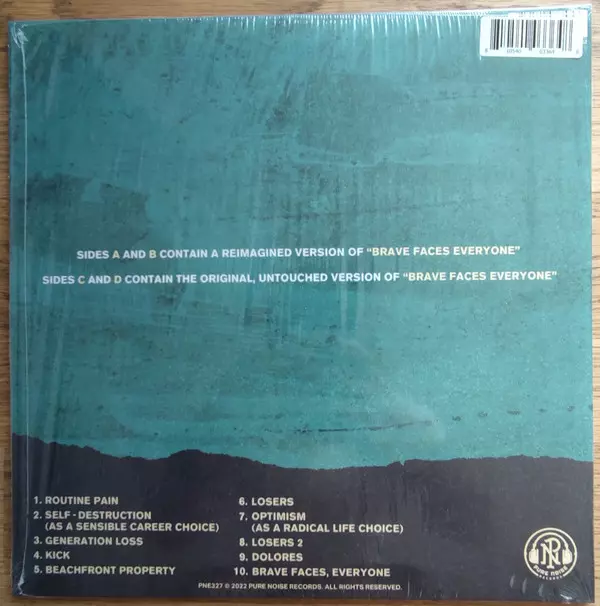 SIDES A AND B CONTAIN A REIMAGINED VERSION OF “BRAVE FACES EVERYONE”
SIDES C AND D CONTAIN THE ORIGINAL, UNTOUCHED VERSION OF “BRAVE FACES EVERYONE”
1. ROUTINE PAIN
2. SELF - DESTRUCTION
(AS A SENSIBLE CAREER CHOICE)
3. GENERATION LOSS
4. KICK
5. BEACHFRONT PROPERTY
6. LOSERS
7. OPTIMISM
(AS A RADICAL LIFE CHOICE)
8. LOSERS 2
9. DOLORES
10. BRAVE FACES, EVERYONE
PNE327 © 2022 PURE NOISE RECORDS. ALL RIGHTS RESERVED.
PURE NOISE
RECORDS